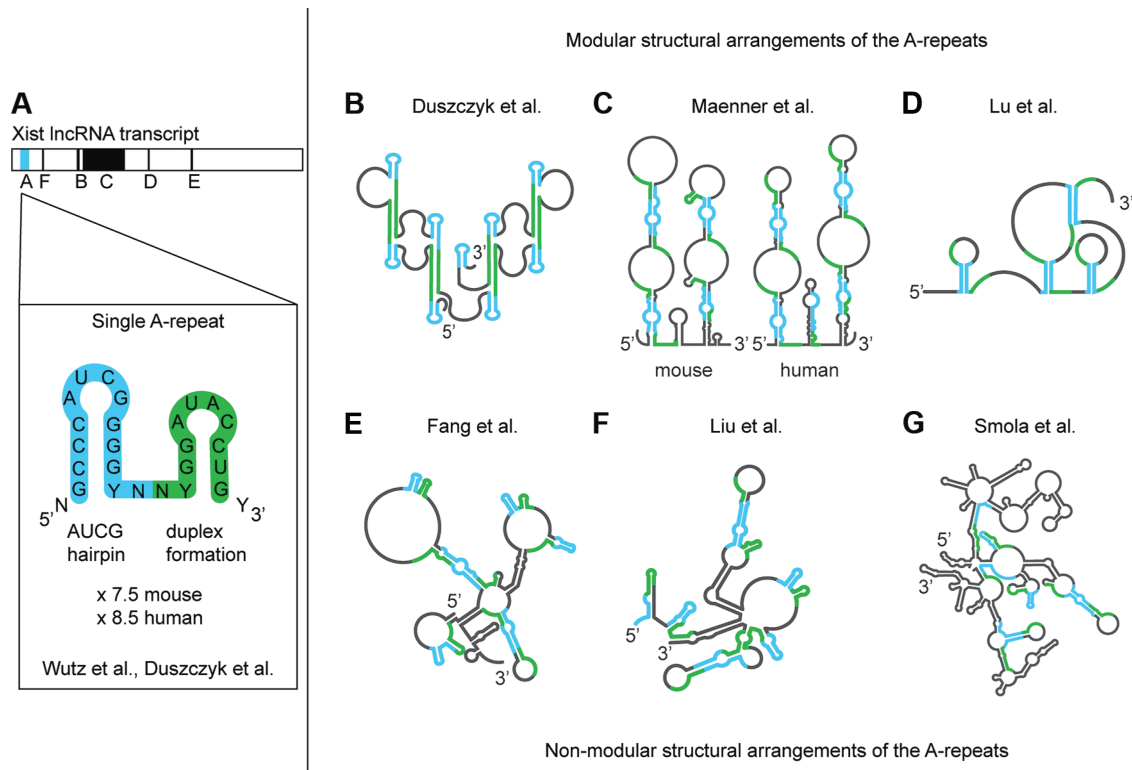 Modular structural arrangements of the A-repeats
A
Xist lncRNA transcript
A F B C D E
Single A-repeat
A U C G
C C C G
G G G Y
N N
Y G G A
U A C
C U G
5’ N
Y 3’
AUCG
hairpin
duplex
formation
x 7.5 mouse
x 8.5 human
Wutz et al., Duszczyk et al.
B Duszczyk et al.
3’
5’
C Maenner et al.
5’ 3’ 5’ 3’
mouse human
D Lu et al.
3’
5’
E Fang et al.
5’
3’
F Liu et al.
5’
3’
G Smola et al.
5’
3’
Non-modular structural arrangements of the A-repeats